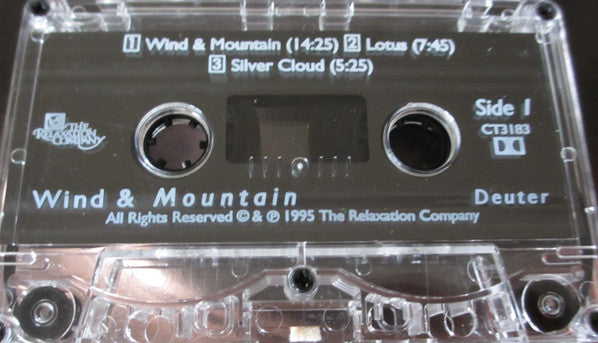 1 Wind & Mountain (14:25) 2 Lotus (7:45)
3 Silver Cloud (5:25)
THE
RELAXATION
COMPANY
Side 1
CT3183
Wind & Mountain
Deuter
All Rights Reserved © & ℗ 1995 The Relaxation Company